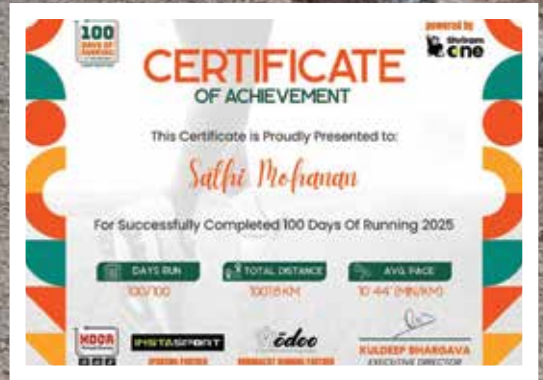 100
DAYS OF
RUNNING
powered by
Shriram
One
CERTIFICATE
OF ACHIEVEMENT
This Certificate is Proudly Presented to:
Sathi Mohanan
For Successfully Completed 100 Days Of Running 2025
DAYS RUN
TOTAL DISTANCE
AVG. PACE
100/100
1001.8 KM
10'44" (MIN/KM)
HDOR
INSTASPORT
ēdoo
KULDEEP BHARGAVA
EXECUTIVE DIRECTOR